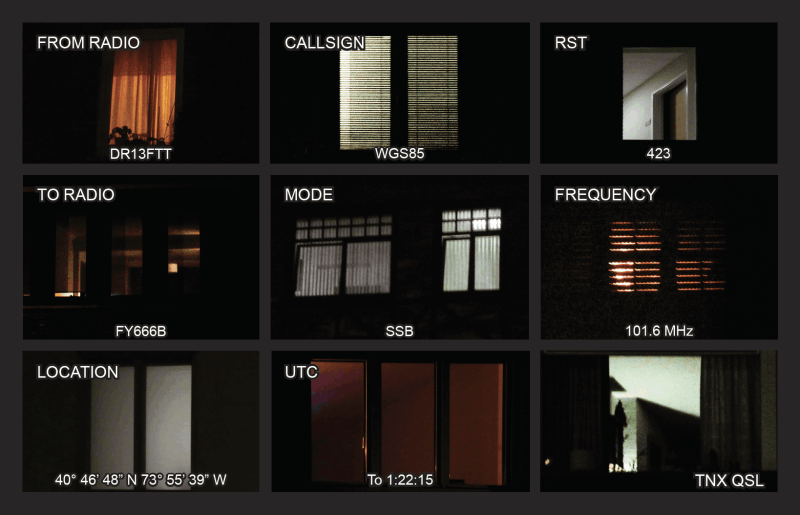 FROM RADIO
DR13FTT
CALLSIGN
WGS85
RST
423
TO RADIO
FY666B
MODE
SSB
FREQUENCY
101.6 MHz
LOCATION
40° 46' 48” N 73° 55' 39” W
UTC
To 1:22:15
TNX QSL